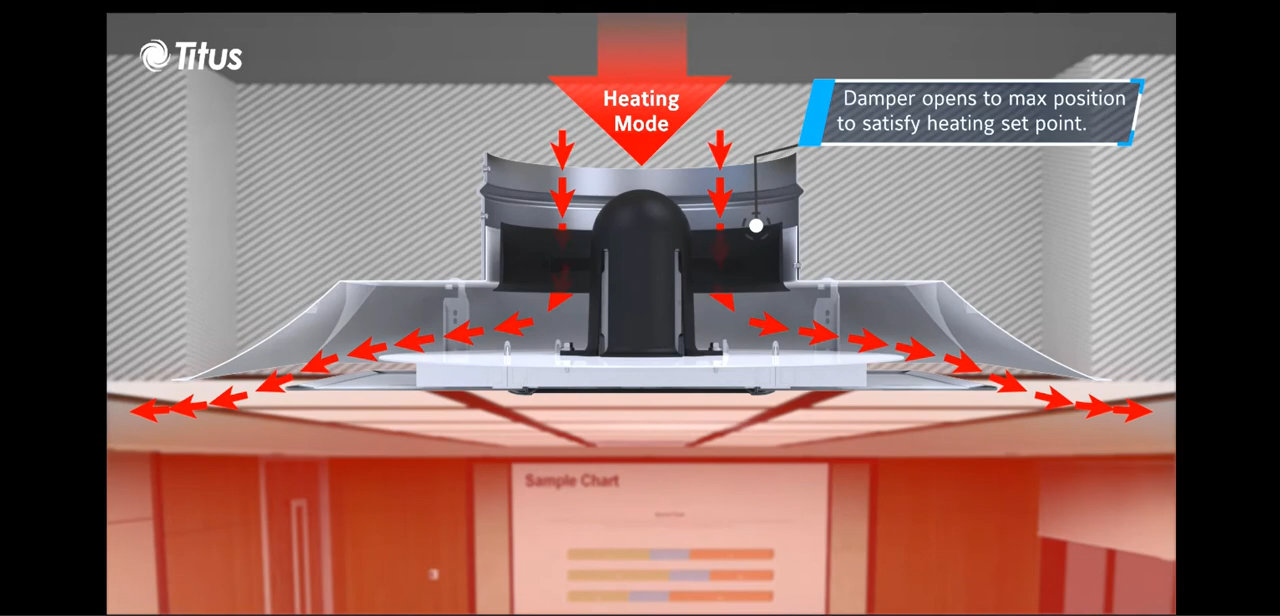 Titus
Heating
Mode
Damper opens to max position
to satisfy heating set point.
Sample Chart